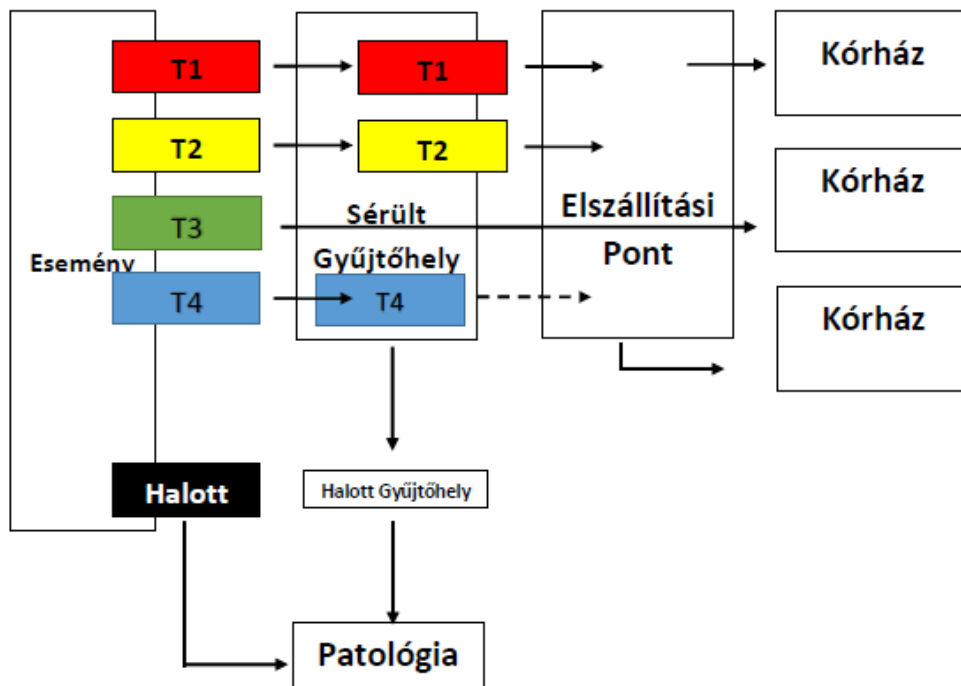 T1
T1
Kórház
T2
T2
Kórház
T3
Sérült
Elszállítási
Esemény
Gyűjtőhely
Pont
T4
T4
Kórház
Halott
Halott Gyűjtőhely
Patológia